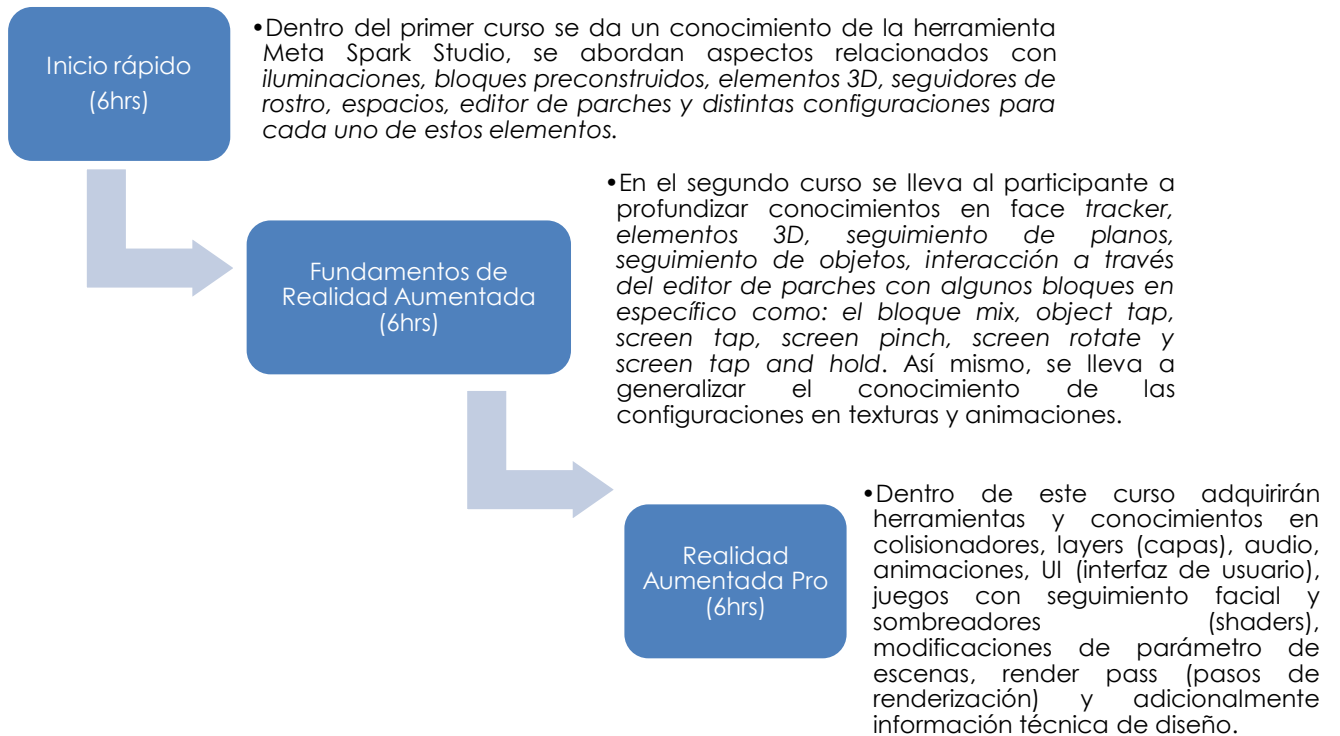 Inicio rápido
(6hrs)
•Dentro del primer curso se da un conocimiento de la herramienta
Meta Spark Studio, se abordan aspectos relacionados con
iluminaciones, bloques preconstruidos, elementos 3D, seguidores de
rostro, espacios, editor de parches y distintas configuraciones para
cada uno de estos elementos.
Fundamentos de
Realidad Aumentada
(6hrs)
•En el segundo curso se lleva al participante a
profundizar conocimientos en face tracker,
elementos 3D, seguimiento de planos,
seguimiento de objetos, interacción a través
del editor de parches con algunos bloques en
específico como: el bloque mix, object tap,
screen tap, screen pinch, screen rotate y
screen tap and hold. Así mismo, se lleva a
generalizar el conocimiento de las
configuraciones en texturas y animaciones.
Realidad
Aumentada Pro
(6hrs)
•Dentro de este curso adquirirán
herramientas y conocimientos en
colisionadores, layers (capas), audio,
animaciones, UI (interfaz de usuario),
juegos con seguimiento facial y
sombreadores (shaders),
modificaciones de parámetro de
escenas, render pass (pasos de
renderización) y adicionalmente
información técnica de diseño.